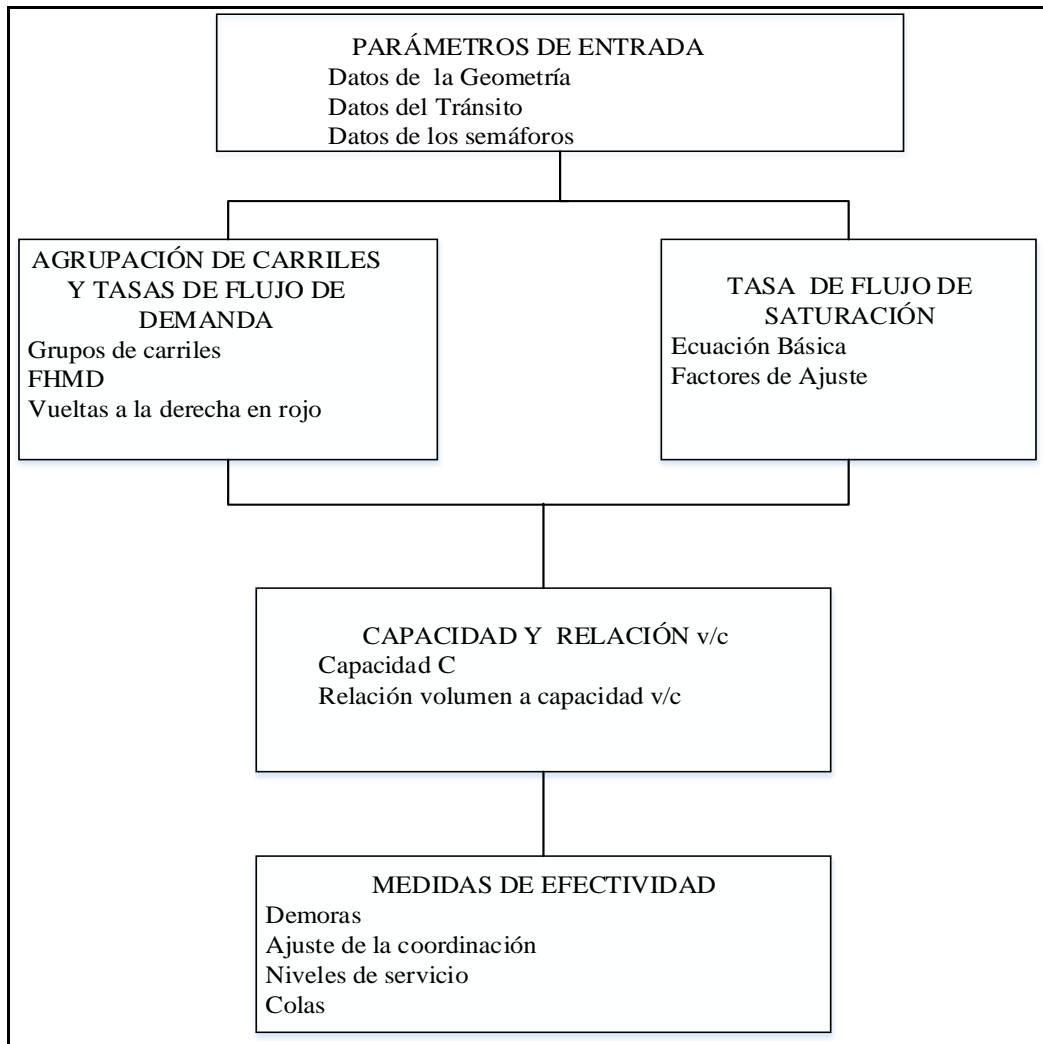 PARÁMETROS DE ENTRADA
Datos de la Geometría
Datos del Tránsito
Datos de los semáforos
AGRUPACIÓN DE CARRILES
Y TASAS DE FLUJO DE
DEMANDA
Grupos de carriles
FHMD
Vueltas a la derecha en rojo
TASA DE FLUJO DE
SATURACIÓN
Ecuación Básica
Factores de Ajuste
CAPACIDAD Y RELACIÓN v/c
Capacidad C
Relación volumen a capacidad v/c
MEDIDAS DE EFECTIVIDAD
Demoras
Ajuste de la coordinación
Niveles de servicio
Colas